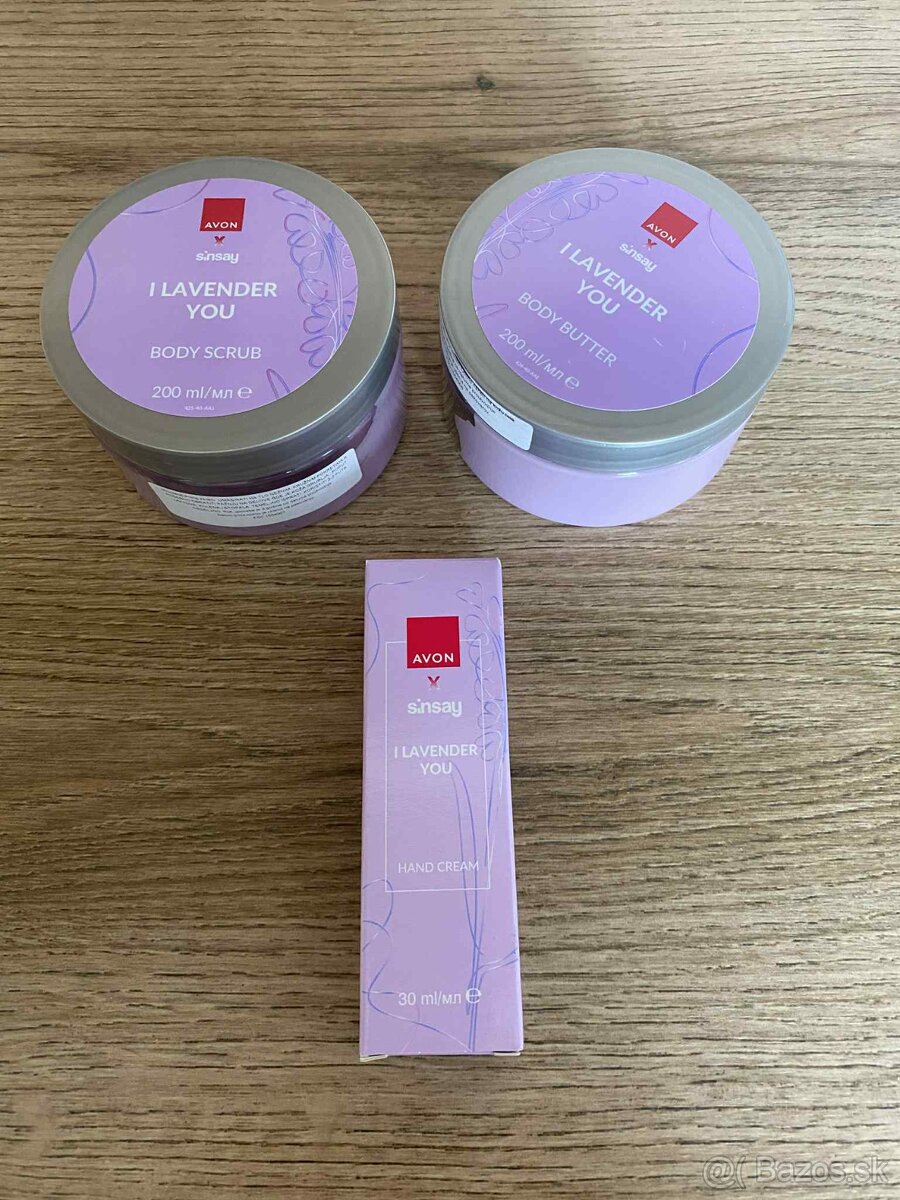 AVON
X
sinsay
I LAVENDER
YOU
BODY SCRUB
200 ml/мл ℮
AVON
X
sinsay
I LAVENDER
YOU
BODY BUTTER
200 ml/мл ℮
AVON
X
sinsay
I LAVENDER
YOU
HAND CREAM
30 ml/мл ℮
@( Bazos.sk